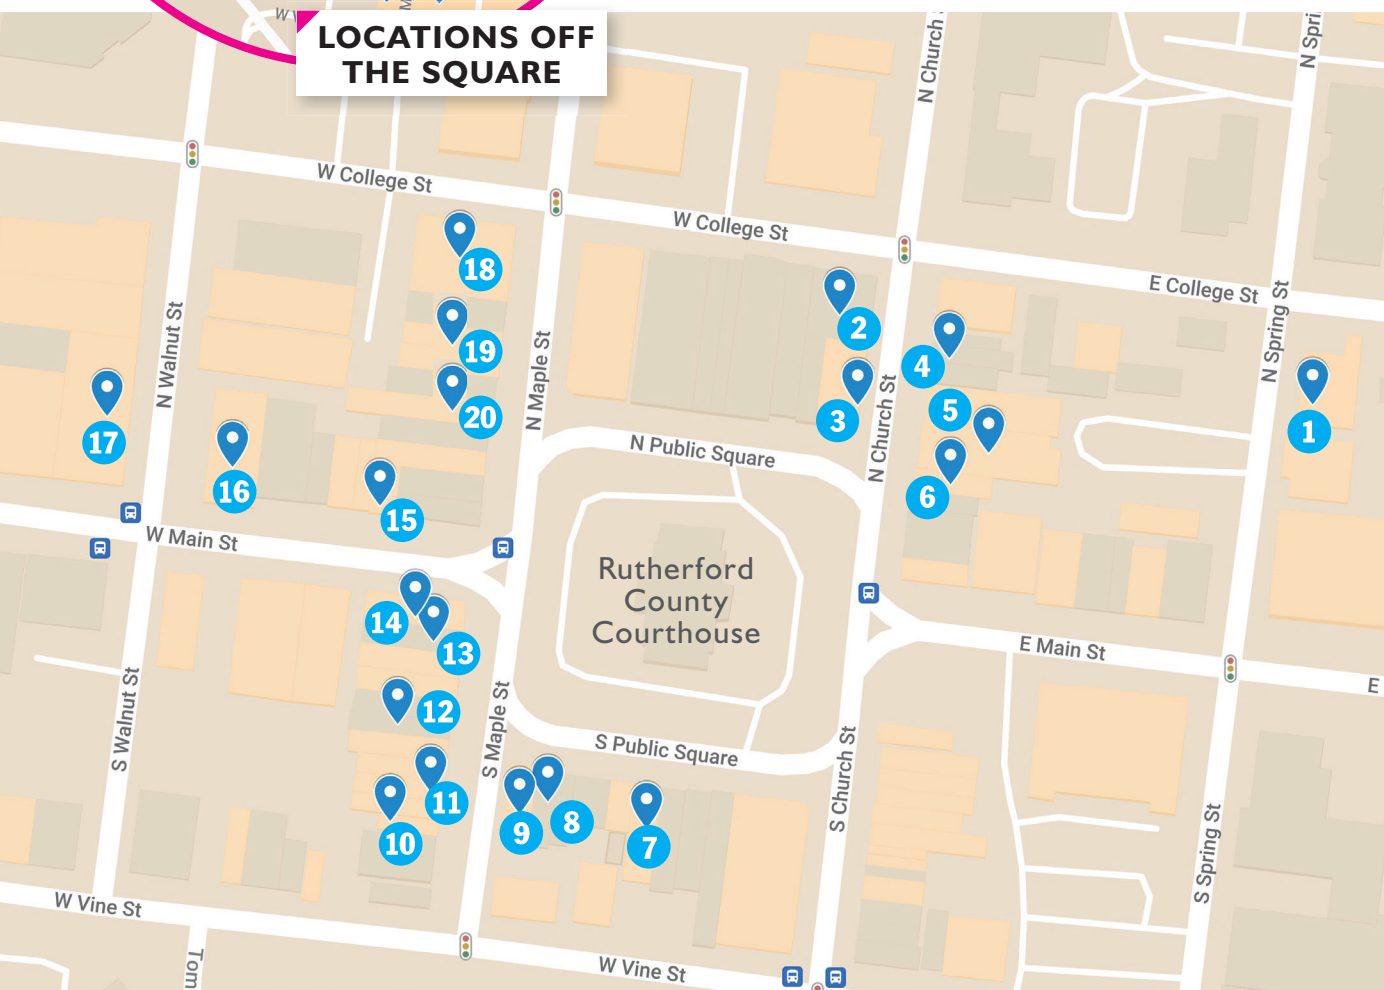 W
M
LOCATIONS OFF
THE SQUARE
N Church S
N Spri
W College St
W College St
E College St
N Walnut St
N Maple St
N Church St
N Spring St
18
19
20
2
3
4
5
6
1
17
16
15
N Public Square
W Main St
Rutherford
County
Courthouse
E Main St
E
14
13
12
11
10
9
8
7
S Walnut St
S Maple St
S Public Square
S Church St
S Spring St
W Vine St
W Vine St
Tom